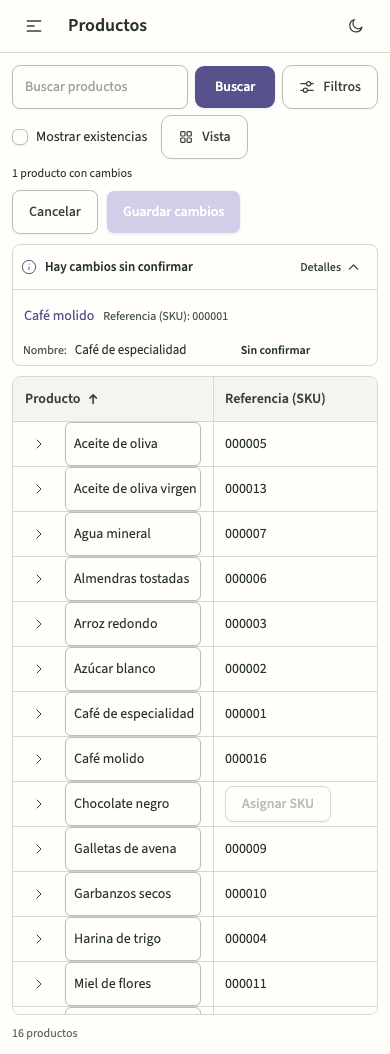 Productos
Buscar productos
Buscar
Filtros
Mostrar existencias
Vista
1 producto con cambios
Cancelar
Guardar cambios
Hay cambios sin confirmar
Detalles
Café molido Referencia (SKU): 000001
Nombre: Café de especialidad Sin confirmar
Producto Referencia (SKU)
Aceite de oliva 000005
Aceite de oliva virgen 000013
Agua mineral 000007
Almendras tostadas 000006
Arroz redondo 000003
Azúcar blanco 000002
Café de especialidad 000001
Café molido 000016
Chocolate negro Asignar SKU
Galletas de avena 000009
Garbanzos secos 000010
Harina de trigo 000004
Miel de flores 000011
16 productos